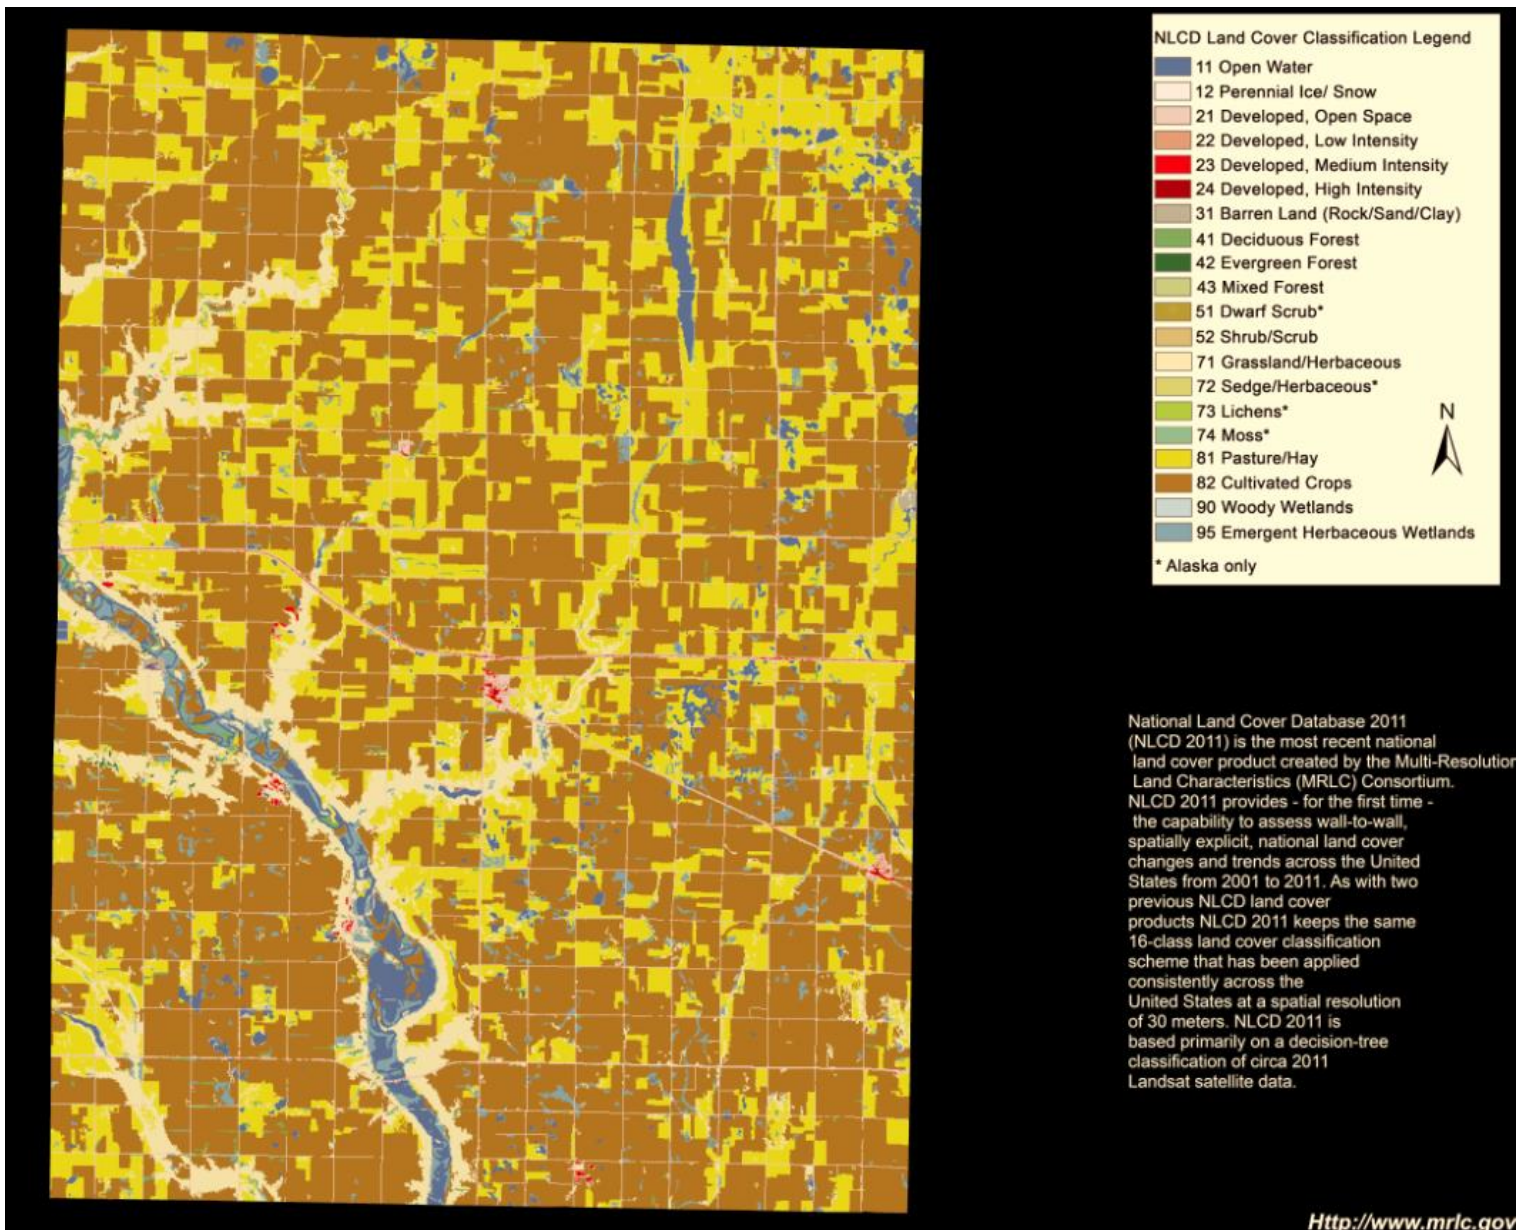 NLCD Land Cover Classification Legend
11 Open Water
12 Perennial Ice/ Snow
21 Developed, Open Space
22 Developed, Low Intensity
23 Developed, Medium Intensity
24 Developed, High Intensity
31 Barren Land (Rock/Sand/Clay)
41 Deciduous Forest
42 Evergreen Forest
43 Mixed Forest
51 Dwarf Scrub*
52 Shrub/Scrub
71 Grassland/Herbaceous
72 Sedge/Herbaceous*
73 Lichens*
74 Moss*
81 Pasture/Hay
82 Cultivated Crops
90 Woody Wetlands
95 Emergent Herbaceous Wetlands
* Alaska only
N
National Land Cover Database 2011
(NLCD 2011) is the most recent national
land cover product created by the Multi-Resolution
Land Characteristics (MRLC) Consortium.
NLCD 2011 provides - for the first time -
the capability to assess wall-to-wall,
spatially explicit, national land cover
changes and trends across the United
States from 2001 to 2011. As with two
previous NLCD land cover
products NLCD 2011 keeps the same
16-class land cover classification
scheme that has been applied
consistently across the
United States at a spatial resolution
of 30 meters. NLCD 2011 is
based primarily on a decision-tree
classification of circa 2011
Landsat satellite data.
Http://www.mrlc.gov